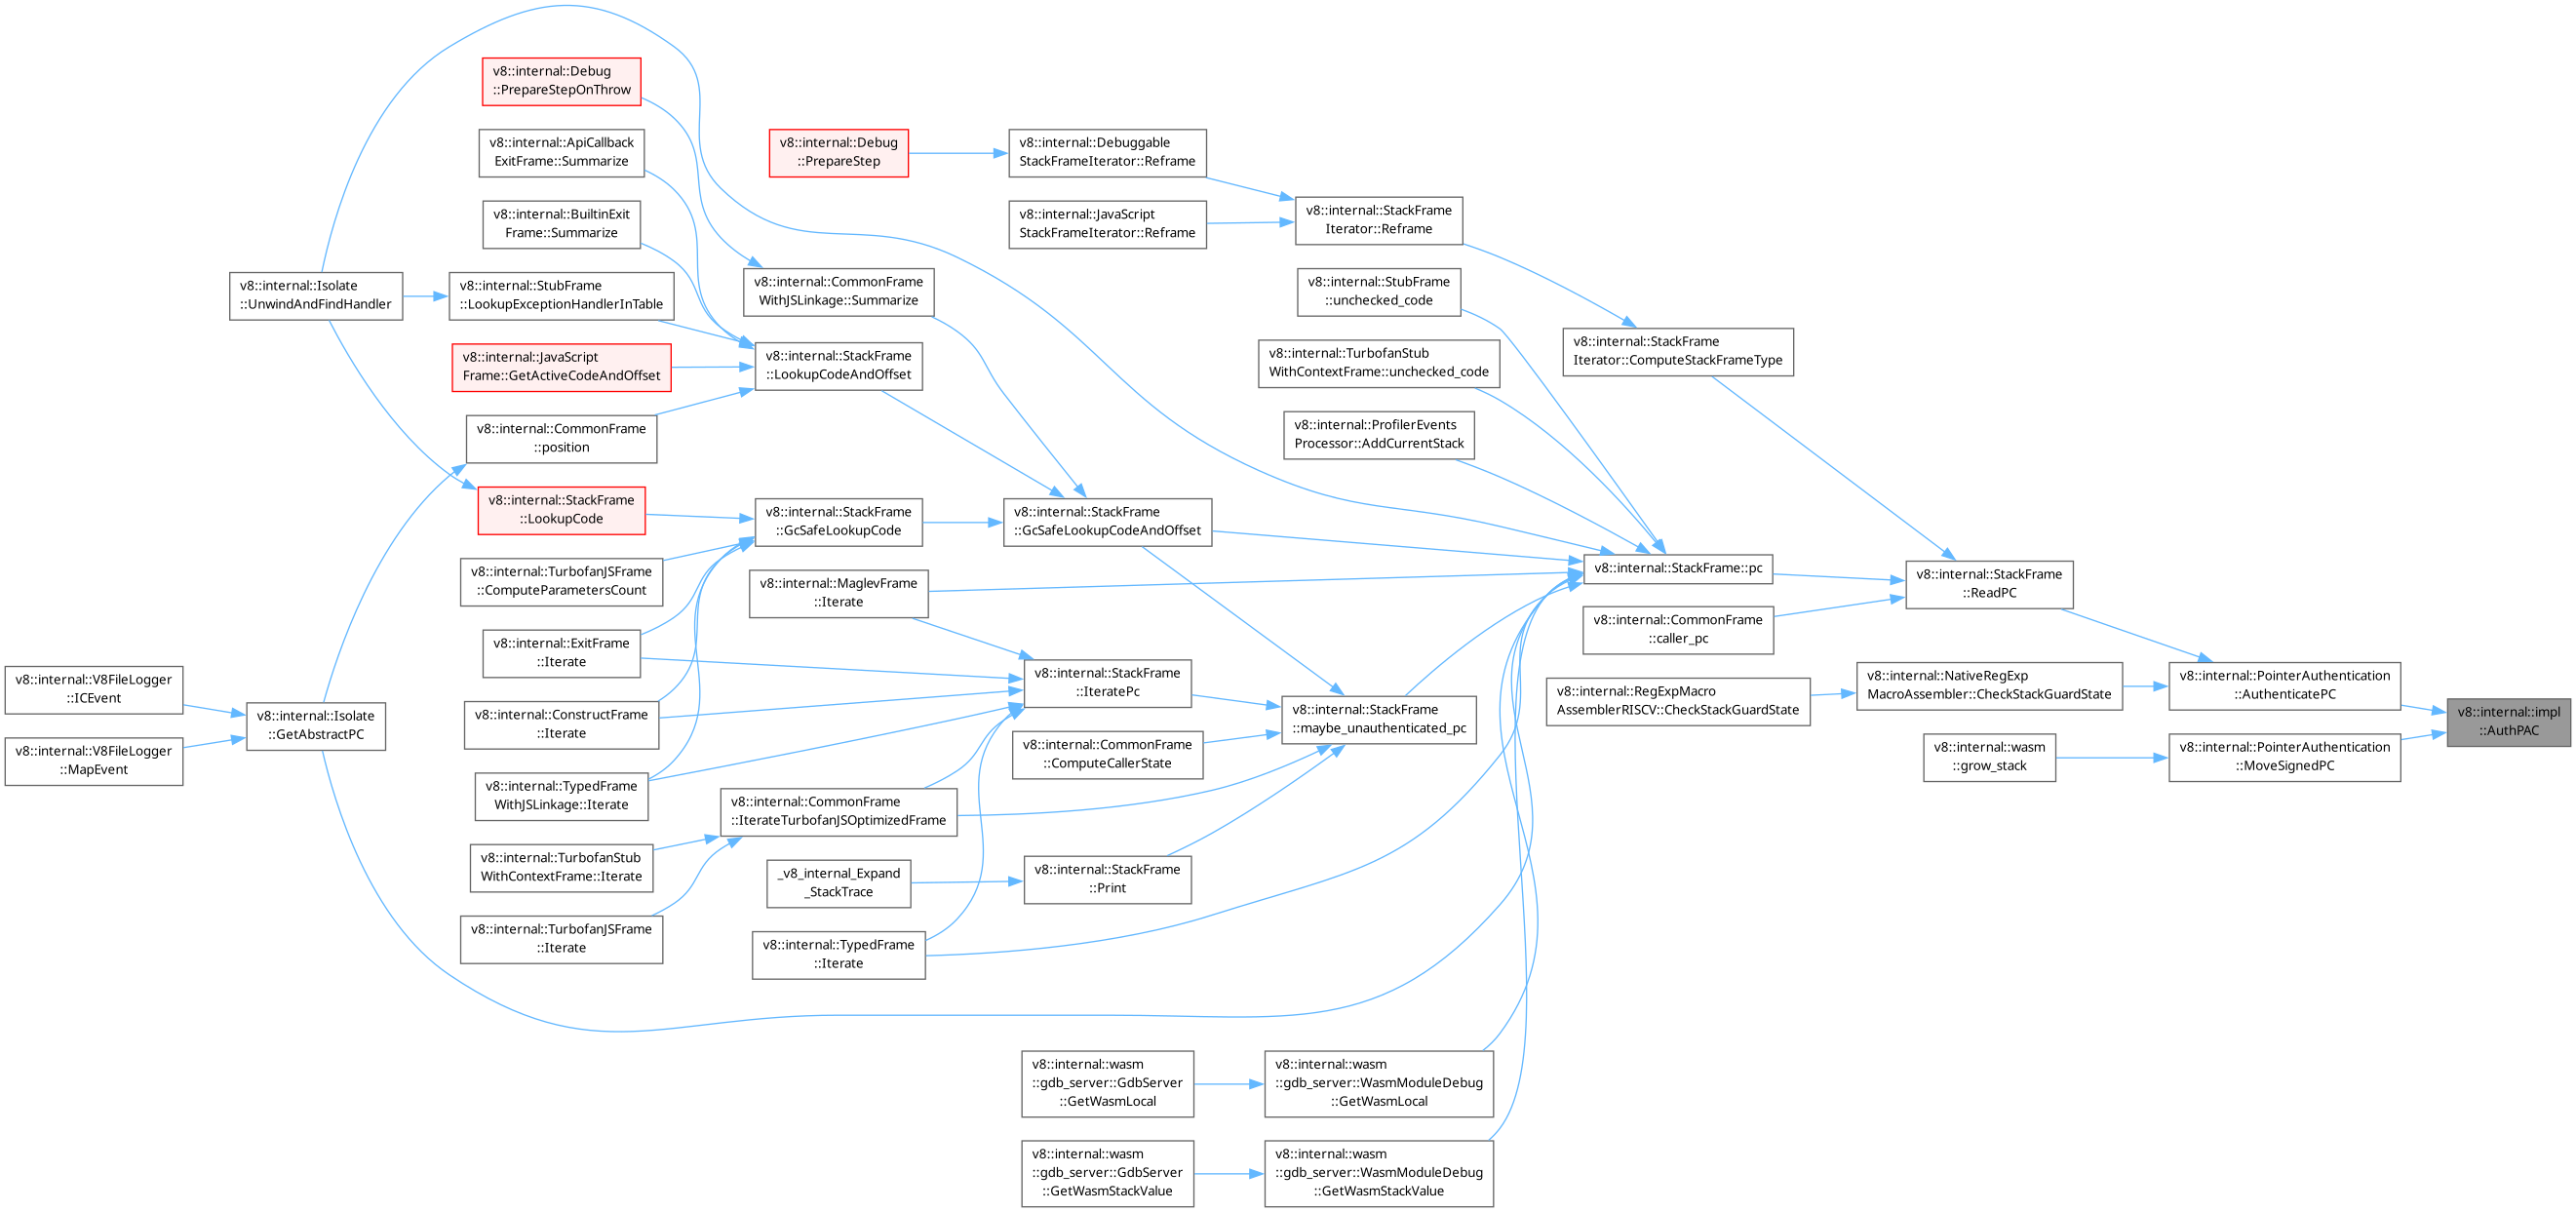 v8::internal::Debug
::PrepareStepOnThrow
v8::internal::ApiCallback
ExitFrame::Summarize
v8::internal::Debug
::PrepareStep
v8::internal::Debuggable
StackFrameIterator::Reframe
v8::internal::BuiltinExit
Frame::Summarize
v8::internal::JavaScript
StackFrameIterator::Reframe
v8::internal::StackFrame
Iterator::Reframe
v8::internal::Isolate
::UnwindAndFindHandler
v8::internal::StubFrame
::LookupExceptionHandlerInTable
v8::internal::CommonFrame
WithJSLinkage::Summarize
v8::internal::StubFrame
::unchecked_code
v8::internal::JavaScript
Frame::GetActiveCodeAndOffset
v8::internal::StackFrame
::LookupCodeAndOffset
v8::internal::TurbofanStub
WithContextFrame::unchecked_code
v8::internal::StackFrame
Iterator::ComputeStackFrameType
v8::internal::CommonFrame
::position
v8::internal::ProfilerEvents
Processor::AddCurrentStack
v8::internal::StackFrame
::LookupCode
v8::internal::StackFrame
::GcSafeLookupCode
v8::internal::StackFrame
::GcSafeLookupCodeAndOffset
v8::internal::TurbofanJSFrame
::ComputeParametersCount
v8::internal::MaglevFrame
::Iterate
v8::internal::StackFrame::pc
v8::internal::StackFrame
::ReadPC
v8::internal::ExitFrame
::Iterate
v8::internal::CommonFrame
::caller_pc
v8::internal::V8FileLogger
::ICEvent
v8::internal::StackFrame
::IteratePc
v8::internal::RegExpMacro
AssemblerRISCV::CheckStackGuardState
v8::internal::NativeRegExp
MacroAssembler::CheckStackGuardState
v8::internal::PointerAuthentication
::AuthenticatePC
v8::internal::Isolate
::GetAbstractPC
v8::internal::ConstructFrame
::Iterate
v8::internal::StackFrame
::maybe_unauthenticated_pc
v8::internal::impl
::AuthPAC
v8::internal::V8FileLogger
::MapEvent
v8::internal::CommonFrame
::ComputeCallerState
v8::internal::wasm
::grow_stack
v8::internal::PointerAuthentication
::MoveSignedPC
v8::internal::TypedFrame
WithJSLinkage::Iterate
v8::internal::CommonFrame
::IterateTurbofanJSOptimizedFrame
v8::internal::TurbofanStub
WithContextFrame::Iterate
_v8_internal_Expand
_StackTrace
v8::internal::StackFrame
::Print
v8::internal::TurbofanJSFrame
::Iterate
v8::internal::TypedFrame
::Iterate
v8::internal::wasm
::gdb_server::GdbServer
::GetWasmLocal
v8::internal::wasm
::gdb_server::WasmModuleDebug
::GetWasmLocal
v8::internal::wasm
::gdb_server::GdbServer
::GetWasmStackValue
v8::internal::wasm
::gdb_server::WasmModuleDebug
::GetWasmStackValue